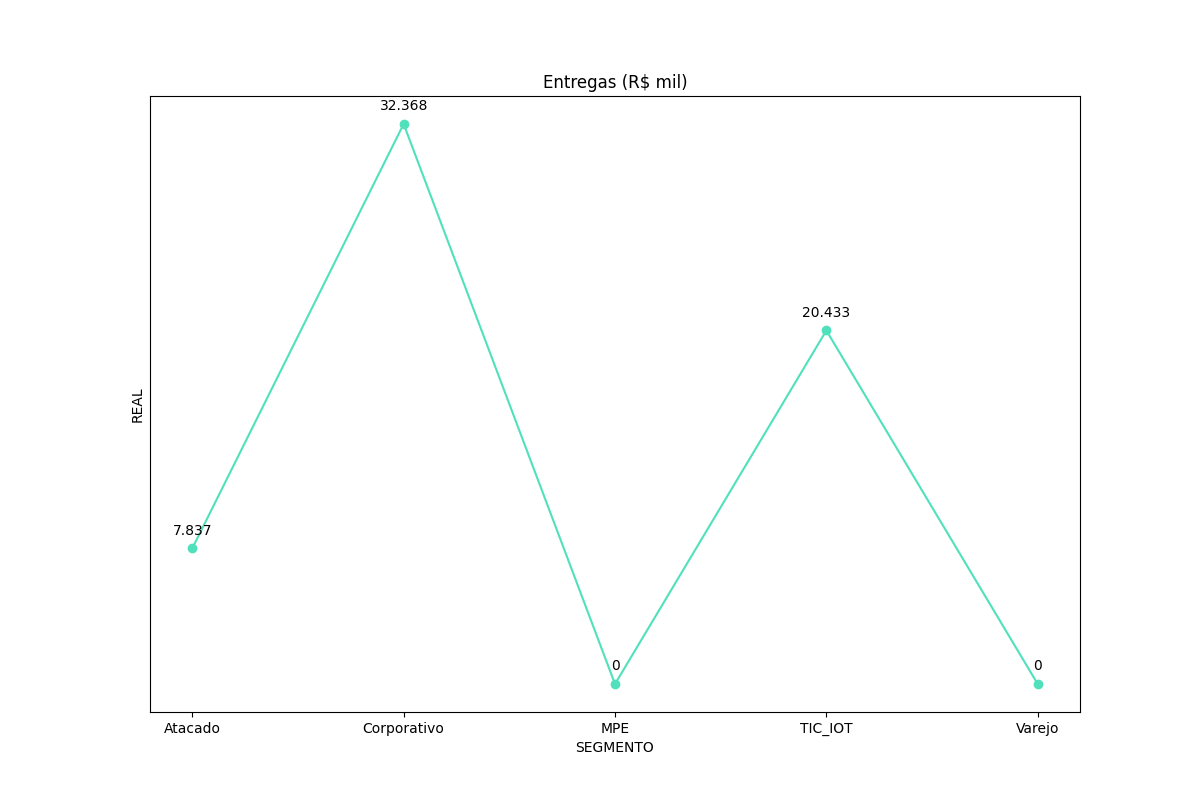 Entregas (R$ mil)
32.368
20.433
7.837
0
0
REAL
Atacado Corporativo MPE TIC_IOT Varejo
SEGMENTO